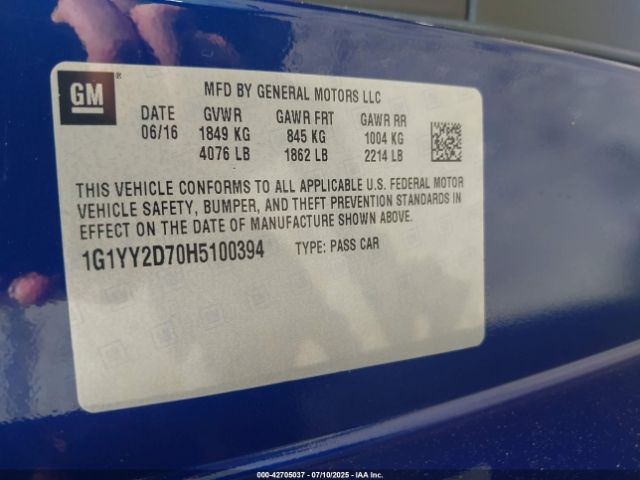 GM ®
MFD BY GENERAL MOTORS LLC
DATE GVWR GAWR FRT GAWR RR
06/16 1849 KG 845 KG 1004 KG
4076 LB 1862 LB 2214 LB
THIS VEHICLE CONFORMS TO ALL APPLICABLE U.S. FEDERAL MOTOR
VEHICLE SAFETY, BUMPER, AND THEFT PREVENTION STANDARDS IN
EFFECT ON THE DATE OF MANUFACTURE SHOWN ABOVE.
1G1YY2D70H5100394 TYPE: PASS CAR
000-42705037 - 07/10/2025 - IAAI.com